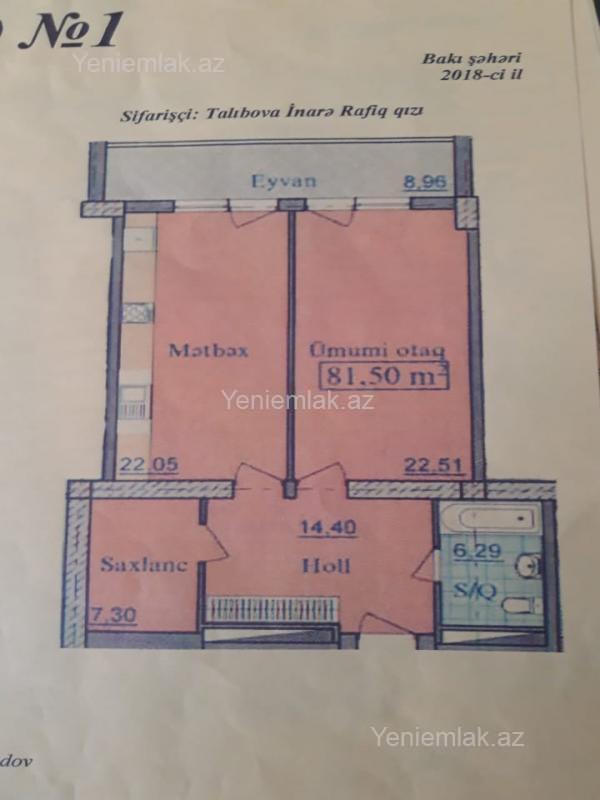 №1
Yeniemlak.az
Bakı şəhəri
2018-ci il
Sifarişçi: Talıbova İnarə Rafiq qızı
Eyvan
8,96
Mətbəx
Ümumi otaq
81,50 m²
Yeniemlak.az
22,05
22,51
14,40
Holl
Saxlanc
7,30
6,29
S/Q
Yeniemlak.az
dov